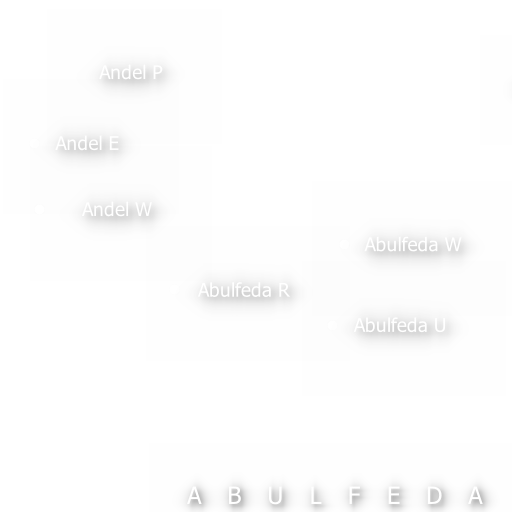 Andel P
Andel E
Andel W
Abulfeda W
Abulfeda R
Abulfeda U
A B U L F E D A